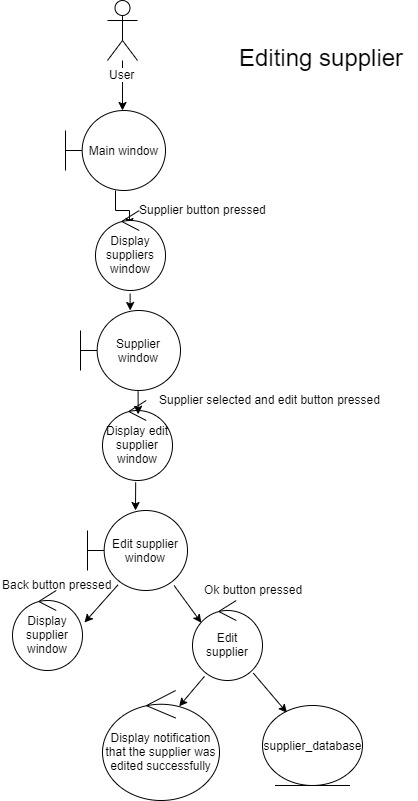 Editing supplier
User
Main window
Supplier button pressed
Display
suppliers
window
Supplier
window
Supplier selected and edit button pressed
Display edit
supplier
window
Edit supplier
window
Back button pressed
Ok button pressed
Display
supplier
window
Edit
supplier
Display notification
that the supplier was
edited successfully
supplier_database